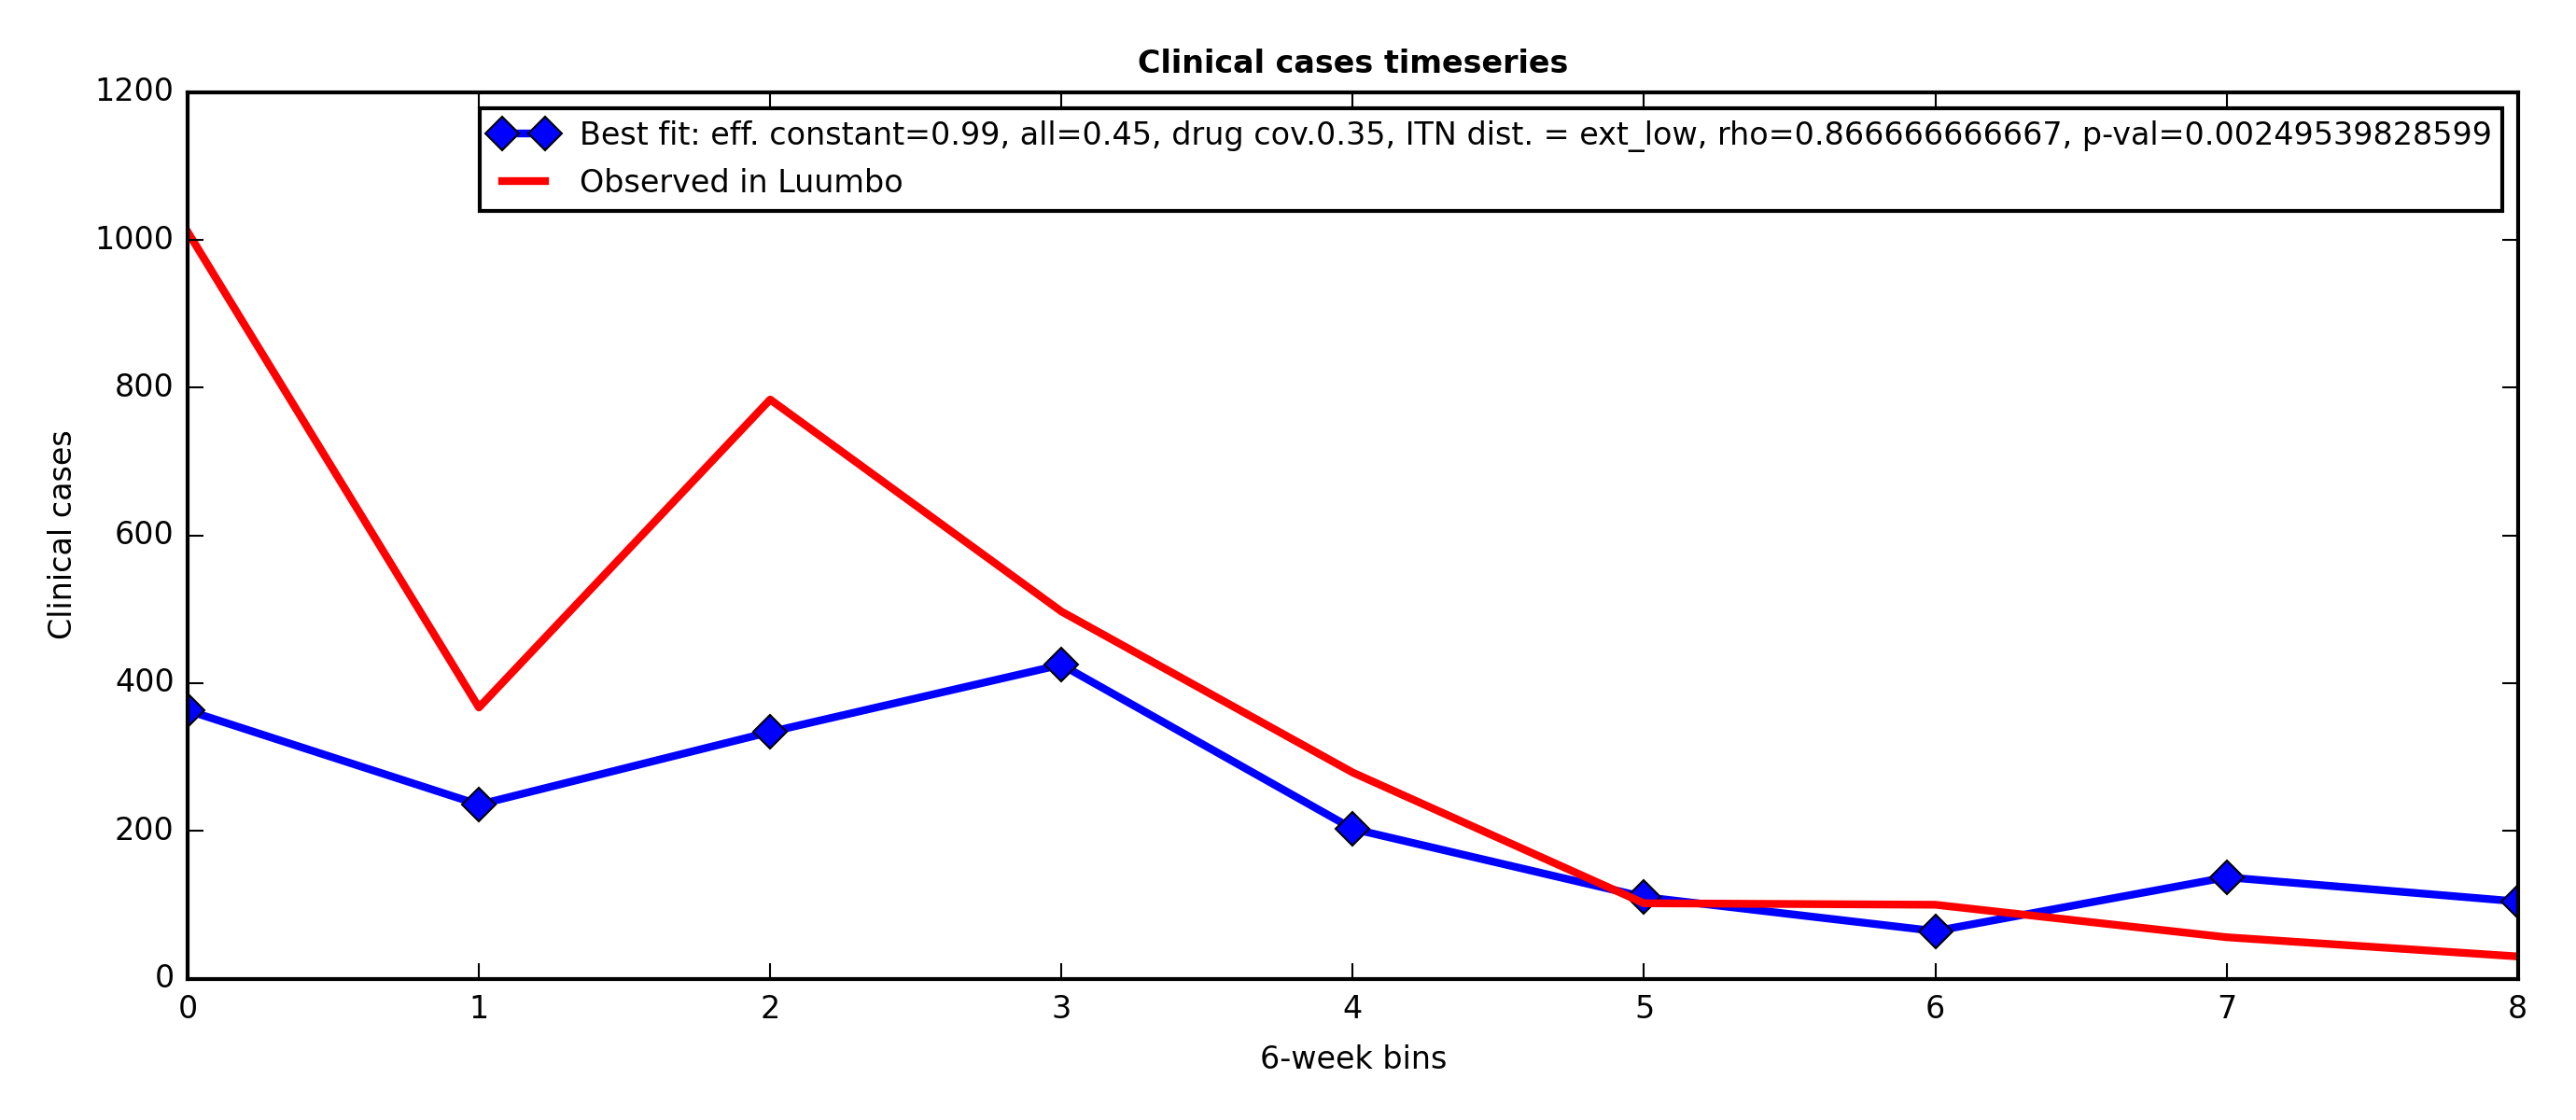 Clinical cases timeseries
1200
1000
800
600
400
200
0
Clinical cases
Best fit: eff. constant=0.99, all=0.45, drug cov.0.35, ITN dist. = ext_low, rho=0.866666666667, p-val=0.00249539828599
Observed in Luumbo
0 1 2 3 4 5 6 7 8
6-week bins